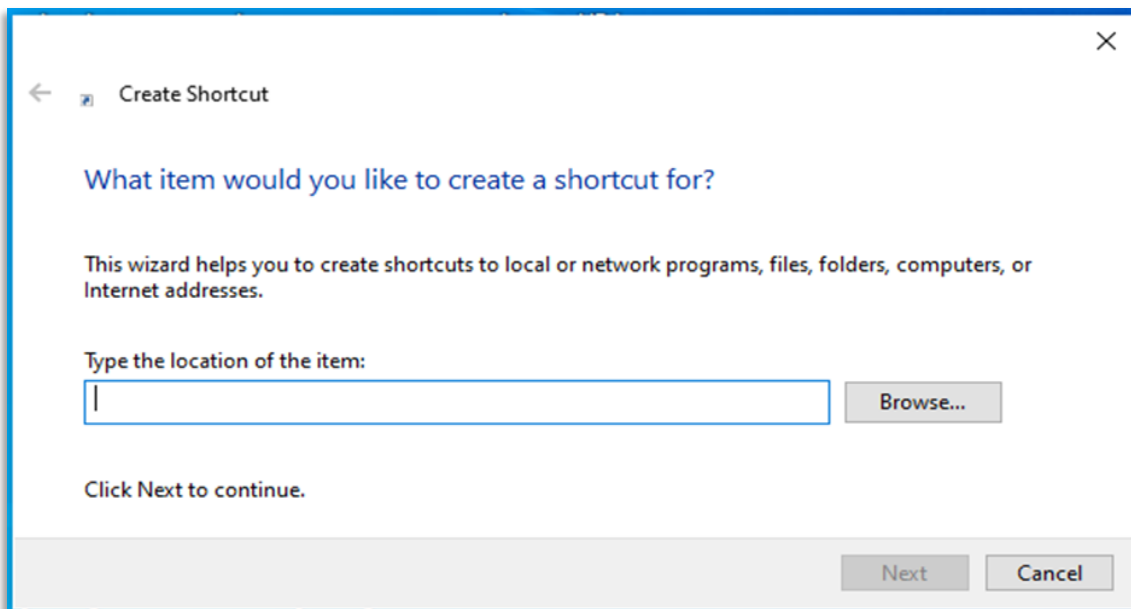 Create Shortcut
What item would you like to create a shortcut for?
This wizard helps you to create shortcuts to local or network programs, files, folders, computers, or
Internet addresses.
Type the location of the item:
Browse...
Click Next to continue.
Next
Cancel